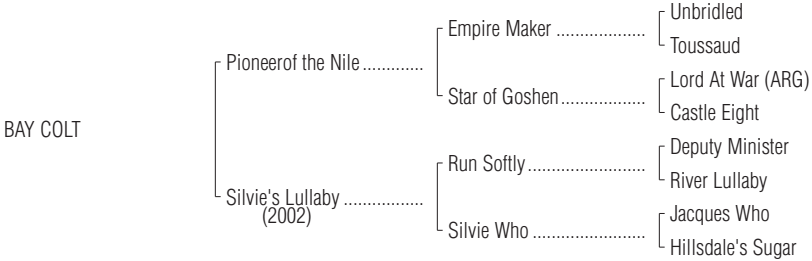 Unbridled
Empire Maker ....................
Toussaud
Pioneerof the Nile .............
Lord At War (ARG)
Star of Goshen...................
Castle Eight
BAY COLT
Deputy Minister
Run Softly..........................
River Lullaby
Silvie's Lullaby .................
(2002)
Jacques Who
Silvie Who .........................
Hillsdale's Sugar